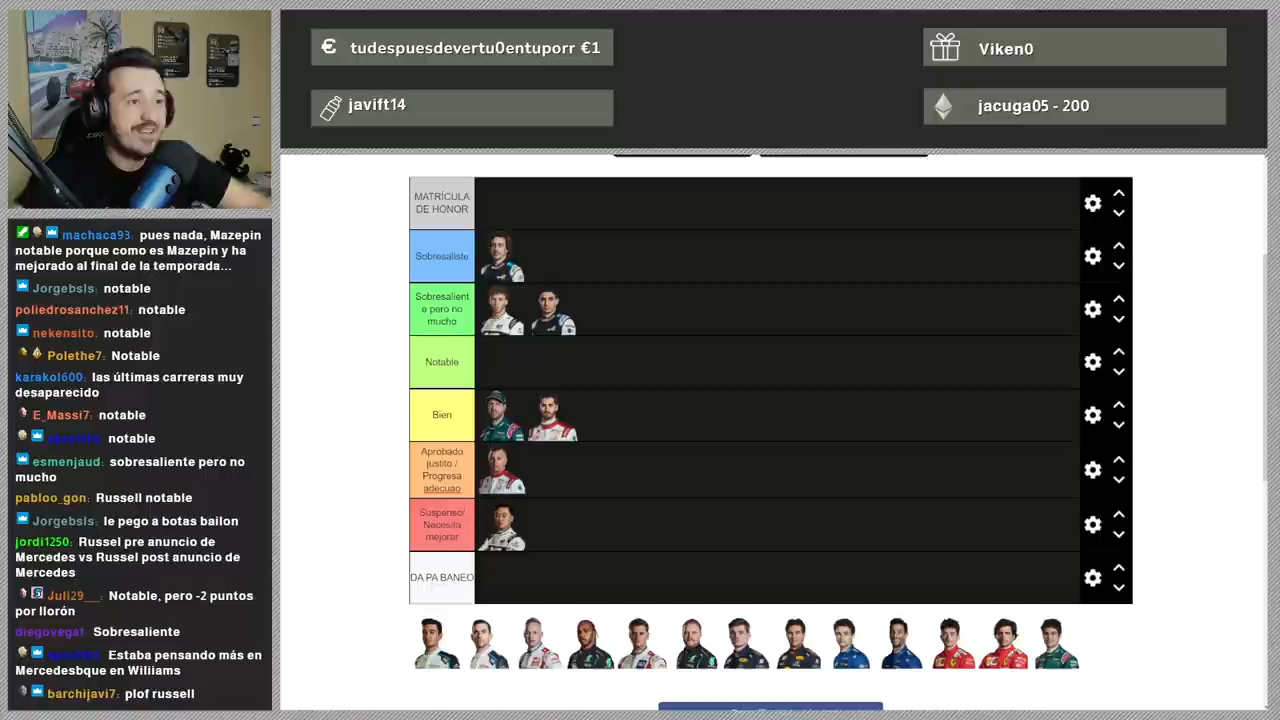 tudespuesdevertu0entuporr €1
Viken0
javift14
jacuga05 - 200
machaca93: pues nada, Mazepin
notable porque como es Mazepin y ha
mejorado al final de la temporada...
Jorgebsls: notable
poliedrosanchez11: notable
nekensito: notable
Polethe7: Notable
karakol600: las últimas carreras muy
desaparecido
E_Massi7: notable
notable
esmenjaud: sobresaliente pero no
mucho
pabloo_gon: Russell notable
Jorgebsls: le pego a botas bailon
jordi1250: Russel pre anuncio de
Mercedes vs Russel post anuncio de
Mercedes
Juli29__: Notable, pero -2 puntos
por llorón
diegovega1: Sobresaliente
Estaba pensando más en
Mercedesbque en Williams
barchijavi7: plof russell
MATRÍCULA
DE HONOR
Sobresaliste
Sobresalient
e pero no
mucho
Notable
Bien
Aprobado
justito /
Progresa
adecuao
Suspenso/
Necesita
mejorar
DA PA BANEO